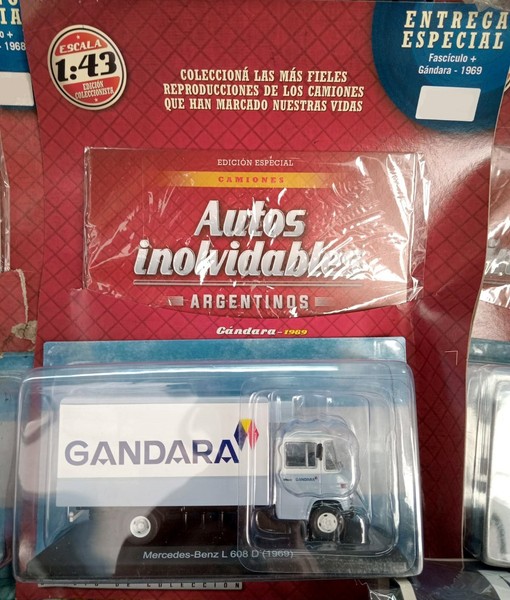 ESCALA
1:43
EDICIÓN
COLECCIONISTA
COLECCIONÁ LAS MÁS FIELES
REPRODUCCIONES DE LOS CAMIONES
QUE HAN MARCADO NUESTRAS VIDAS
ENTREGA
ESPECIAL
Fascículo +
Gándara - 1969
EDICIÓN ESPECIAL
CAMIONES
Autos
inolvidables
ARGENTINOS
Gándara - 1969
GANDARA
GANDARA
Mercedes-Benz L 608 D (1969)